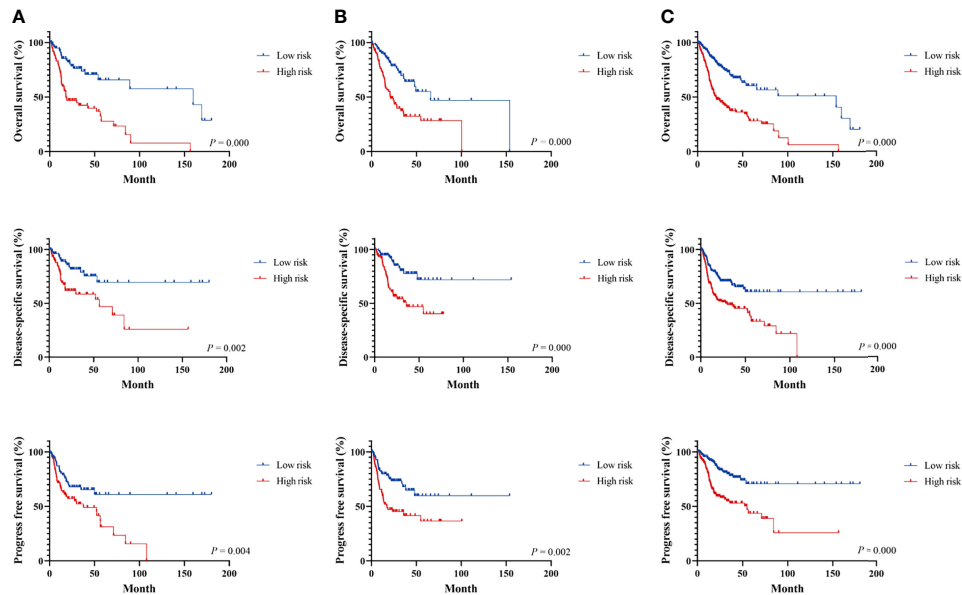 A
B
C
Overall survival (%)
100
50
0
0
50
100
150
200
Month
Low risk
High risk
P = 0.000
Overall survival (%)
100
50
0
0
50
100
150
200
Month
Low risk
High risk
P = 0.000
Overall survival (%)
100
50
0
0
50
100
150
200
Month
Low risk
High risk
P = 0.000
Disease-specific survival (%)
100
50
0
0
50
100
150
200
Month
Low risk
High risk
P = 0.002
Disease-specific survival (%)
100
50
0
0
50
100
150
200
Month
Low risk
High risk
P = 0.000
Disease-specific survival (%)
100
50
0
0
50
100
150
200
Month
Low risk
High risk
P = 0.000
Progress free survival (%)
100
50
0
0
50
100
150
200
Month
Low risk
High risk
P = 0.004
Progress free survival (%)
100
50
0
0
50
100
150
200
Month
Low risk
High risk
P = 0.002
Progress free survival (%)
100
50
0
0
50
100
150
200
Month
Low risk
High risk
P = 0.000